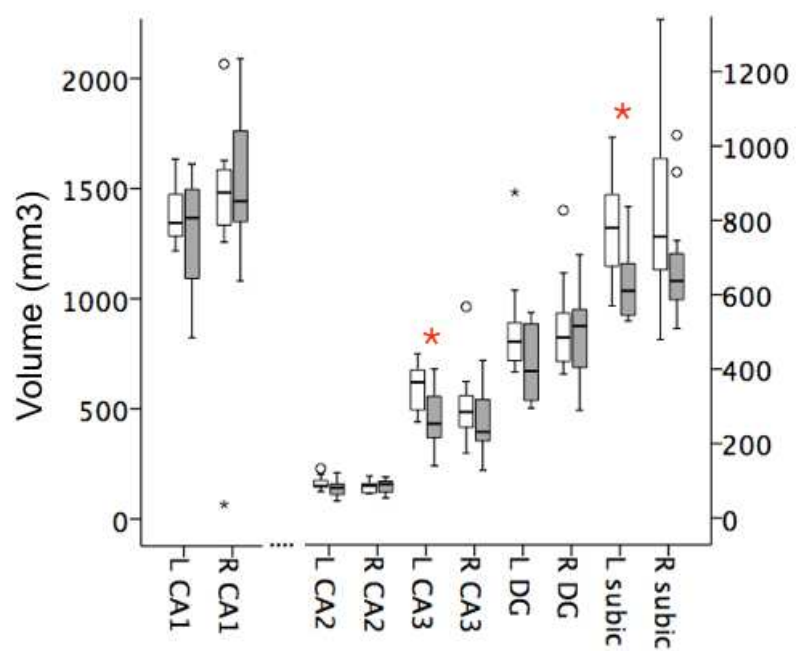 Volume (mm3)
2000
1500
1000
500
0
1200
1000
800
600
400
200
0
L CA1
R CA1
L CA2
R CA2
L CA3
R CA3
L DG
R DG
L subic
R subic